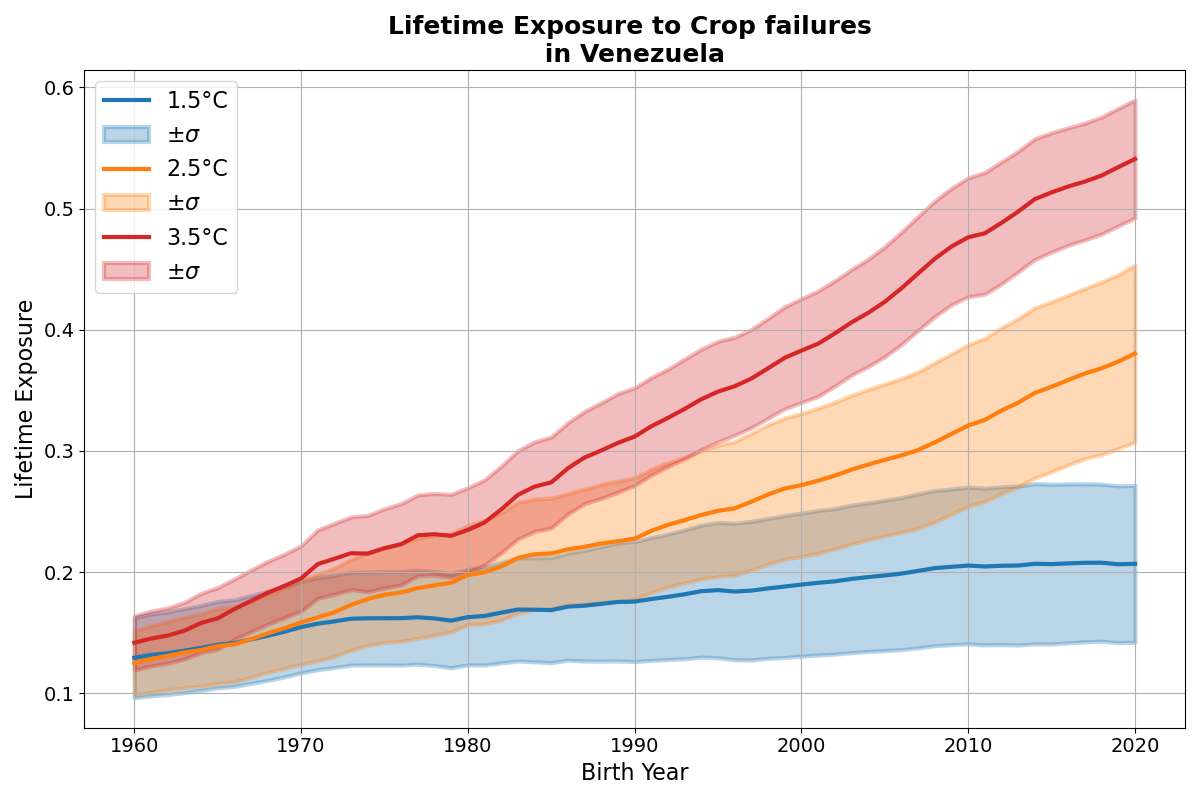 Lifetime Exposure to Crop failures
in Venezuela
1.5°C
±σ
2.5°C
±σ
3.5°C
±σ
Lifetime Exposure
0.6
0.5
0.4
0.3
0.2
0.1
1960 1970 1980 1990 2000 2010 2020
Birth Year